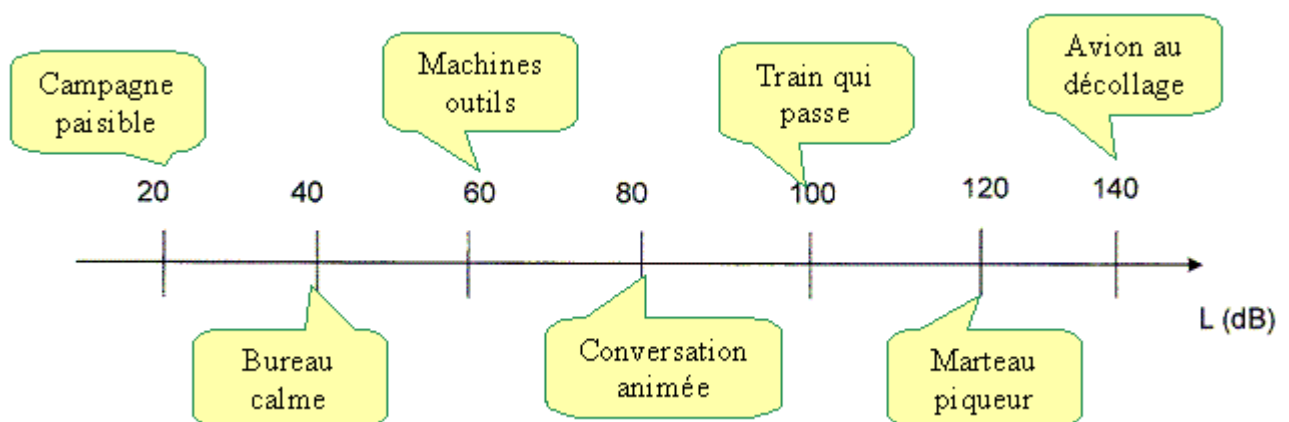 Campagne
paisible
Machines
outils
Train qui
passe
Avion au
décollage
20 40 60 80 100 120 140
L (dB)
Bureau
calme
Conversation
animée
Marteau
piqueur